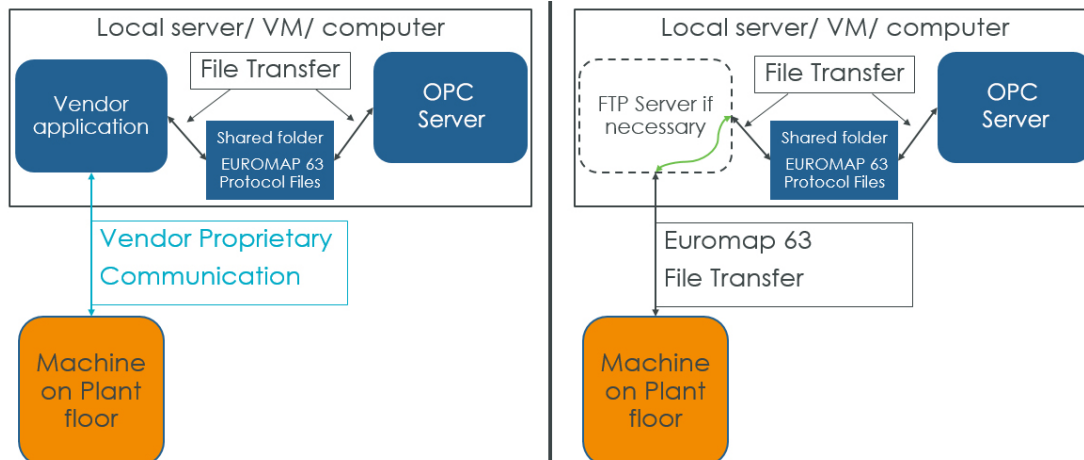 Local server/ VM/ computer
File Transfer
Vendor
application
OPC
Server
Shared folder
EUROMAP 63
Protocol Files
Vendor Proprietary
Communication
Machine
on Plant
floor
Local server/ VM/ computer
File Transfer
FTP Server if
necessary
OPC
Server
Shared folder
EUROMAP 63
Protocol Files
Euromap 63
File Transfer
Machine
on Plant
floor